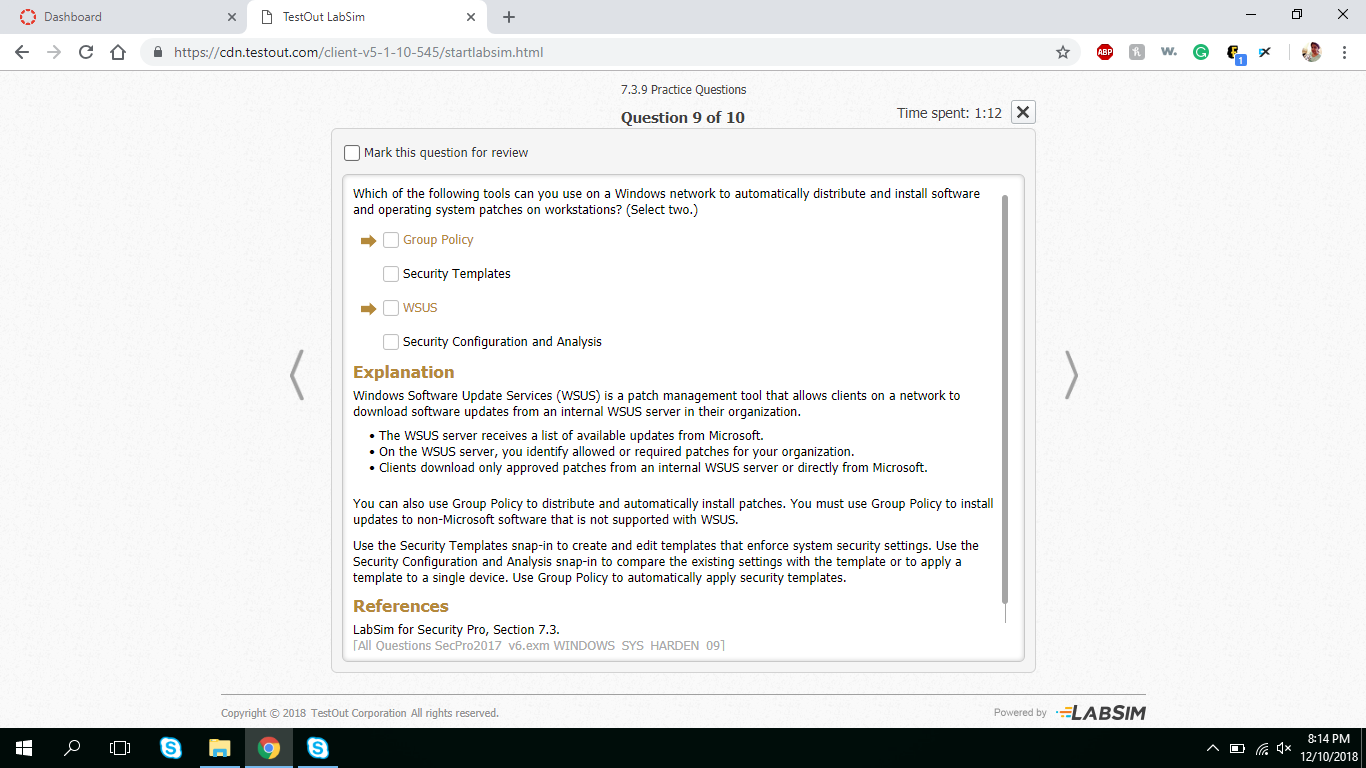 Dashboard
TestOut LabSim
https://cdn.testout.com/client-v5-1-10-545/startlabsim.html
ABP
w.
1
7.3.9 Practice Questions
Question 9 of 10
Time spent: 1:12
Mark this question for review
Which of the following tools can you use on a Windows network to automatically distribute and install software
and operating system patches on workstations? (Select two.)
Group Policy
Security Templates
WSUS
Security Configuration and Analysis
Explanation
Windows Software Update Services (WSUS) is a patch management tool that allows clients on a network to
download software updates from an internal WSUS server in their organization.
• The WSUS server receives a list of available updates from Microsoft.
• On the WSUS server, you identify allowed or required patches for your organization.
• Clients download only approved patches from an internal WSUS server or directly from Microsoft.
You can also use Group Policy to distribute and automatically install patches. You must use Group Policy to install
updates to non-Microsoft software that is not supported with WSUS.
Use the Security Templates snap-in to create and edit templates that enforce system security settings. Use the
Security Configuration and Analysis snap-in to compare the existing settings with the template or to apply a
template to a single device. Use Group Policy to automatically apply security templates.
References
LabSim for Security Pro, Section 7.3.
[All Questions SecPro2017_v6.exm WINDOWS_SYS_HARDEN_09]
Copyright © 2018 TestOut Corporation All rights reserved.
Powered by LABSIM
8:14 PM
12/10/2018